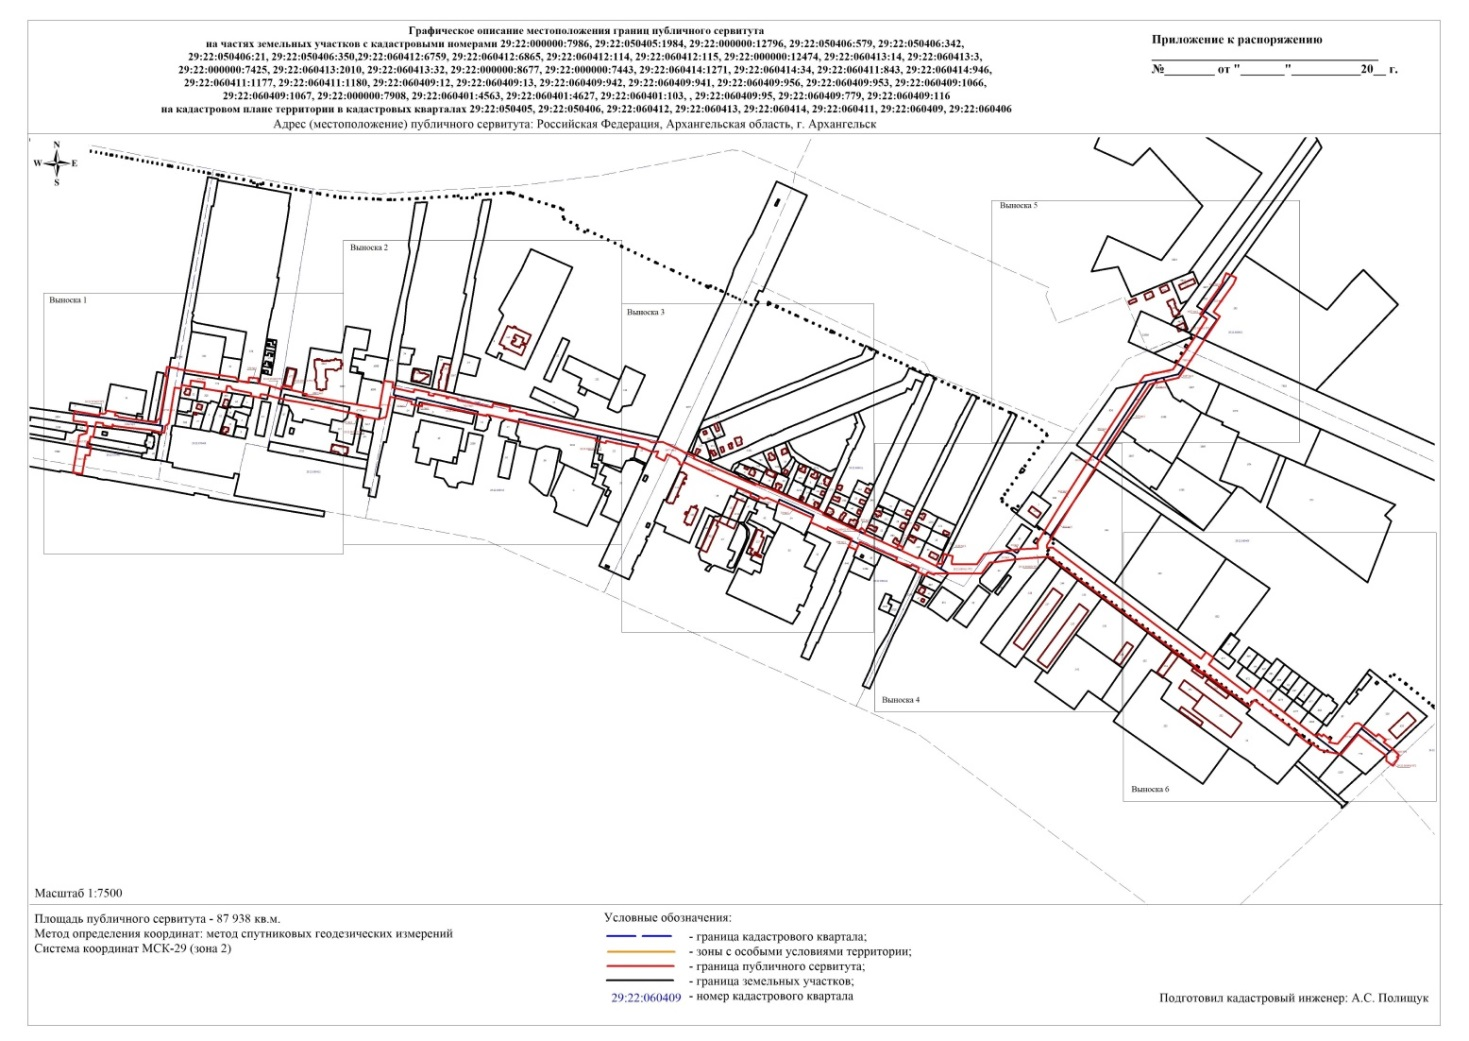 Графическое описание местоположения границ публичного сервитута
на частях земельных участков с кадастровыми номерами 29:22:000000:7986, 29:22:050405:1984, 29:22:000000:12796, 29:22:050406:579, 29:22:050406:342,
29:22:050406:21, 29:22:050406:350,29:22:060412:6759, 29:22:060412:6865, 29:22:060412:114, 29:22:060412:115, 29:22:000000:12474, 29:22:060413:14, 29:22:060413:3,
29:22:000000:7425, 29:22:060413:2010, 29:22:060413:32, 29:22:000000:8677, 29:22:000000:7443, 29:22:060414:1271, 29:22:060414:34, 29:22:060411:843, 29:22:060414:946,
29:22:060411:1177, 29:22:060411:1180, 29:22:060409:12, 29:22:060409:13, 29:22:060409:942, 29:22:060409:941, 29:22:060409:956, 29:22:060409:953, 29:22:060409:1066,
29:22:060409:1067, 29:22:000000:7908, 29:22:060401:4563, 29:22:060401:4627, 29:22:060401:103, , 29:22:060409:95, 29:22:060409:779, 29:22:060409:116
на кадастровом плане территории в кадастровых кварталах 29:22:050405, 29:22:050406, 29:22:060412, 29:22:060413, 29:22:060414, 29:22:060411, 29:22:060409, 29:22:060406
Адрес (местоположение) публичного сервитута: Российская Федерация, Архангельская область, г. Архангельск
Приложение к распоряжению
№________ от "_______"___________20__ г.
N
W E
S
Выноска 1
Выноска 2
Выноска 3
Выноска 5
Выноска 4
Выноска 6
Масштаб 1:7500
Площадь публичного сервитута - 87 938 кв.м.
Метод определения координат: метод спутниковых геодезических измерений
Система координат МСК-29 (зона 2)
Условные обозначения:
- граница кадастрового квартала;
- зоны с особыми условиями территории;
- граница публичного сервитута;
- граница земельных участков;
29:22:060409 - номер кадастрового квартала
Подготовил кадастровый инженер: А.С. Полищук